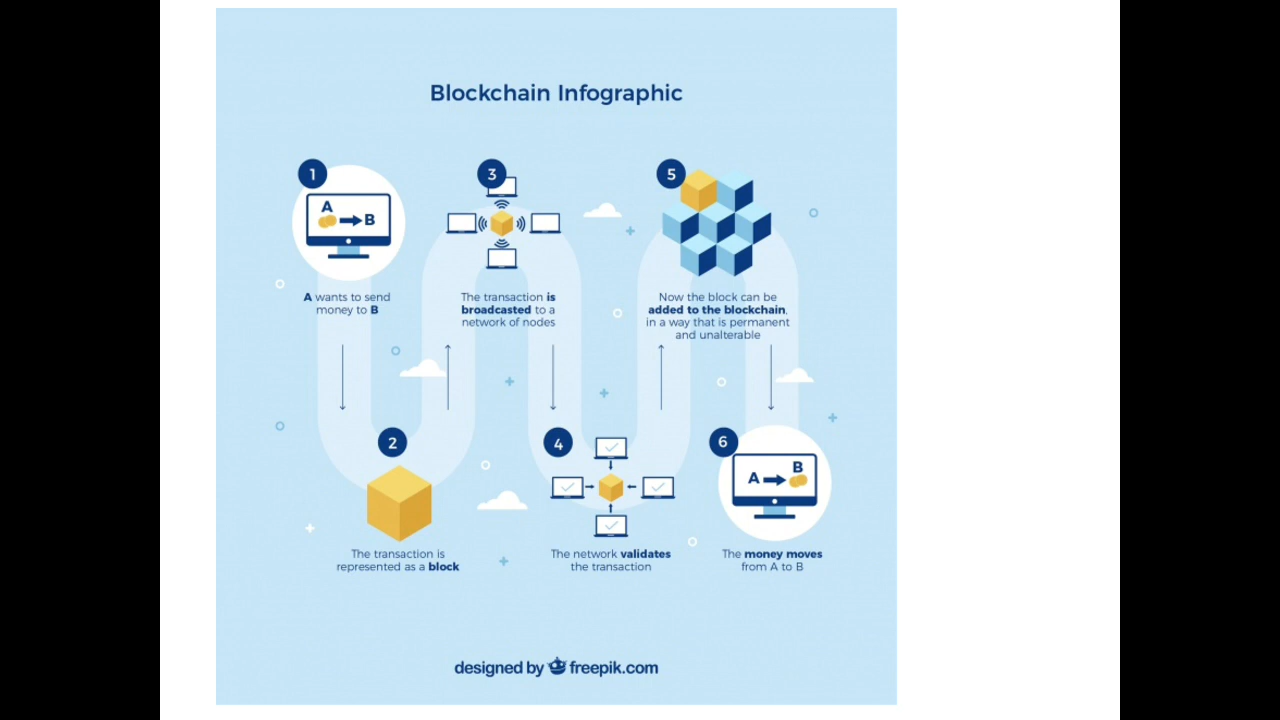 Blockchain Infographic
1
A
B
A wants to send
money to B
2
The transaction is
represented as a block
3
The transaction is
broadcasted to a
network of nodes
4
The network validates
the transaction
5
Now the block can be
added to the blockchain,
in a way that is permanent
and unalterable
6
A
B
The money moves
from A to B
designed by freepik.com